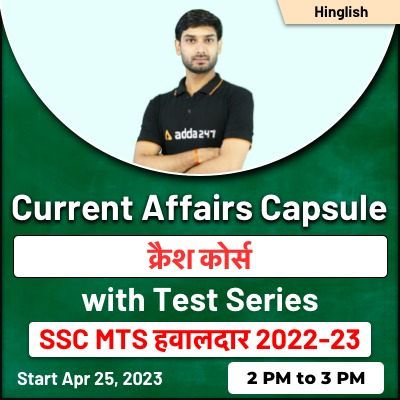 Hinglish
adda247
Current Affairs Capsule
क्रैश कोर्स
with Test Series
SSC MTS हवालदार 2022-23
Start Apr 25, 2023
2 PM to 3 PM